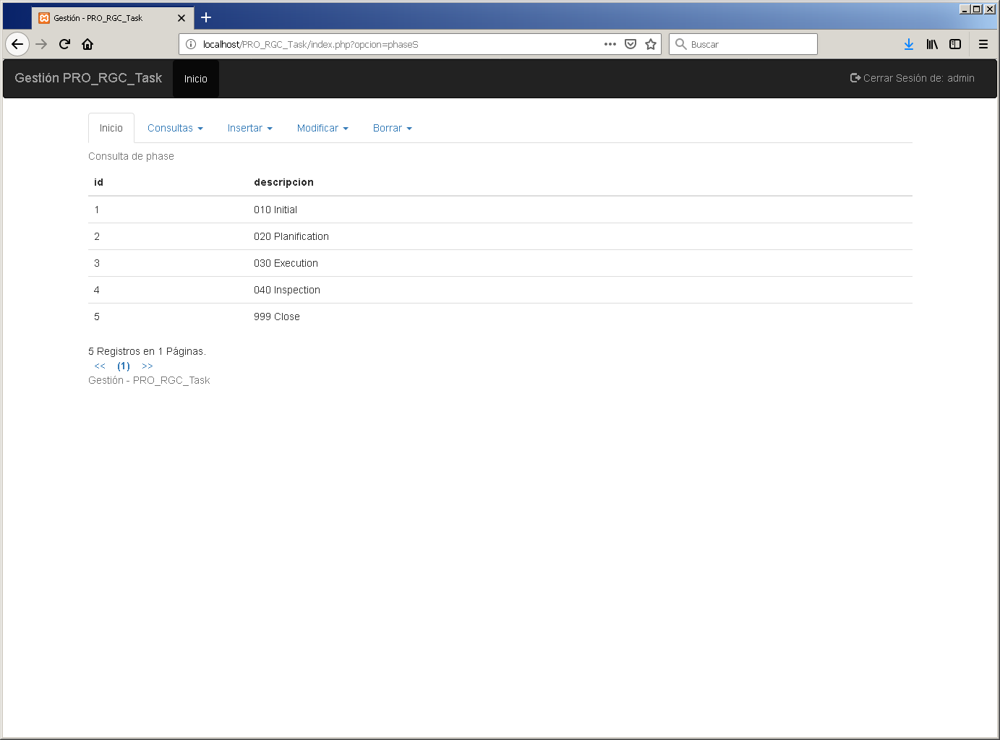 Gestión - PRO_RGC_Task
localhost/PRO_RGC_Task/index.php?opcion=phaseS
Buscar
Gestión PRO_RGC_Task Inicio Cerrar Sesión de: admin
Inicio Consultas Insertar Modificar Borrar
Consulta de phase
id descripcion
1 010 Initial
2 020 Planification
3 030 Execution
4 040 Inspection
5 999 Close
5 Registros en 1 Páginas.
<< (1) >>
Gestión - PRO_RGC_Task